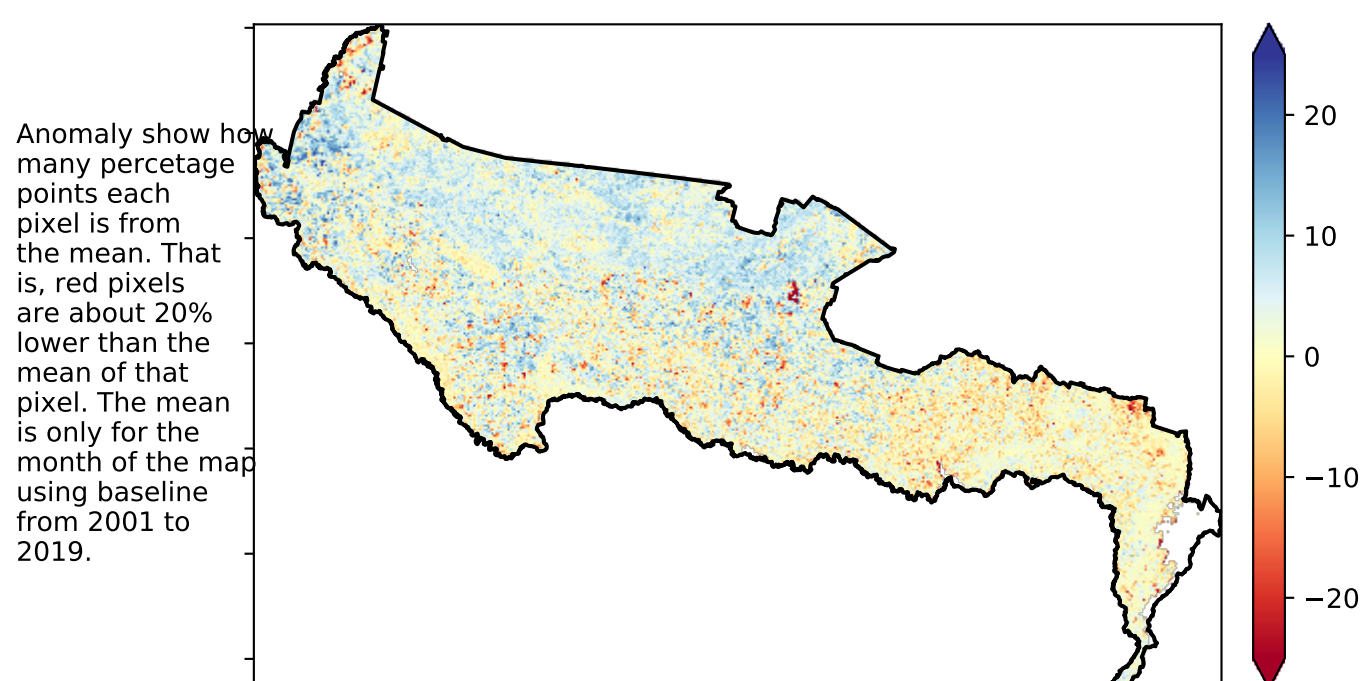 Anomaly show how
many percetage
points each
pixel is from
the mean. That
is, red pixels
are about 20%
lower than the
mean of that
pixel. The mean
is only for the
month of the map
using baseline
from 2001 to
2019.
20
10
0
−10
−20